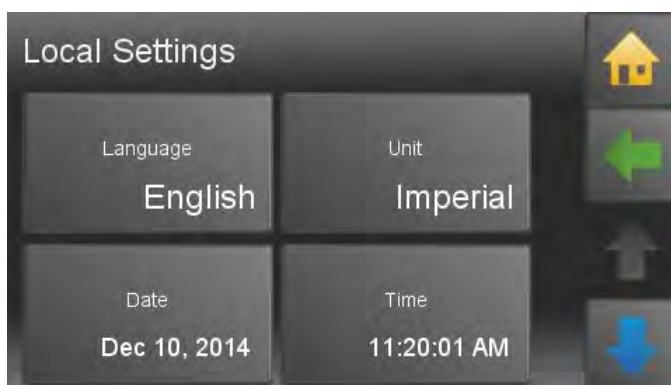 Local Settings
Language
English
Unit
Imperial
Date
Dec 10, 2014
Time
11:20:01 AM